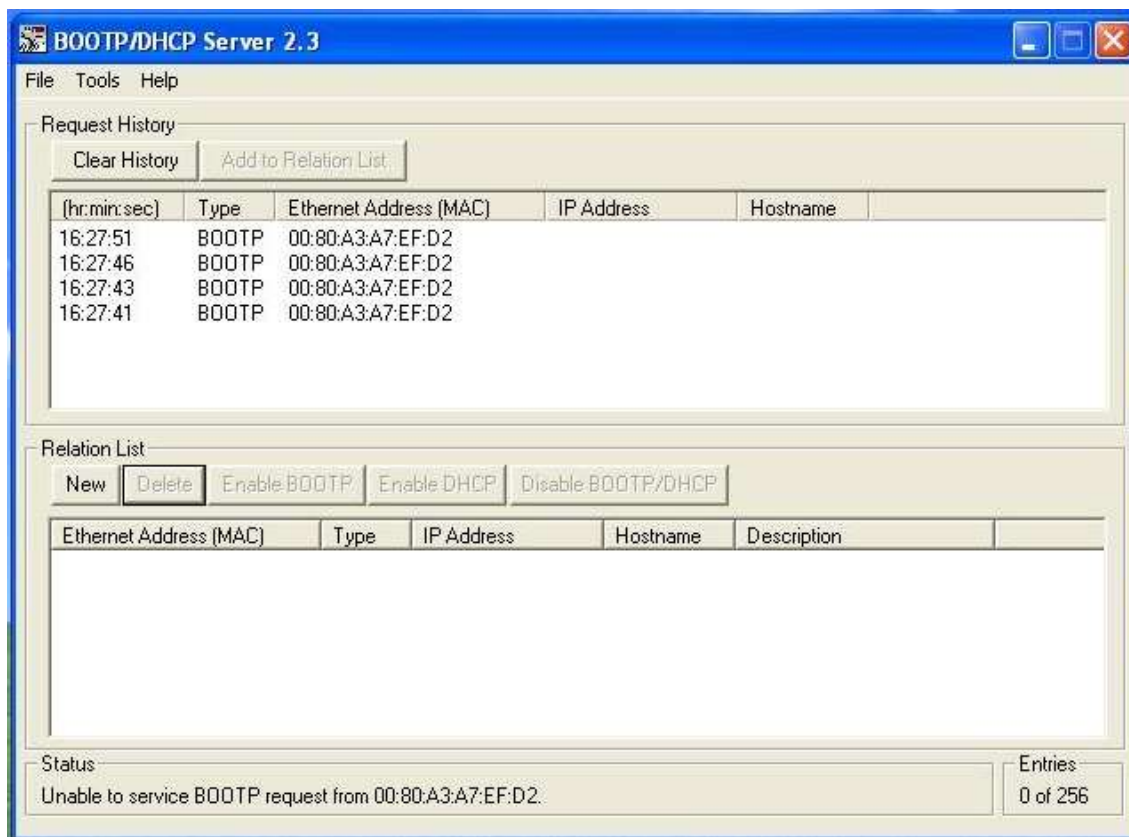 BOOTP/DHCP Server 2.3
File Tools Help
Request History
Clear History Add to Relation List
(hr:min:sec) Type Ethernet Address (MAC) IP Address Hostname
16:27:51 BOOTP 00:80:A3:A7:EF:D2
16:27:46 BOOTP 00:80:A3:A7:EF:D2
16:27:43 BOOTP 00:80:A3:A7:EF:D2
16:27:41 BOOTP 00:80:A3:A7:EF:D2
Relation List
New Delete Enable BOOTP Enable DHCP Disable BOOTP/DHCP
Ethernet Address (MAC) Type IP Address Hostname Description
Status Entries
Unable to service BOOTP request from 00:80:A3:A7:EF:D2. 0 of 256